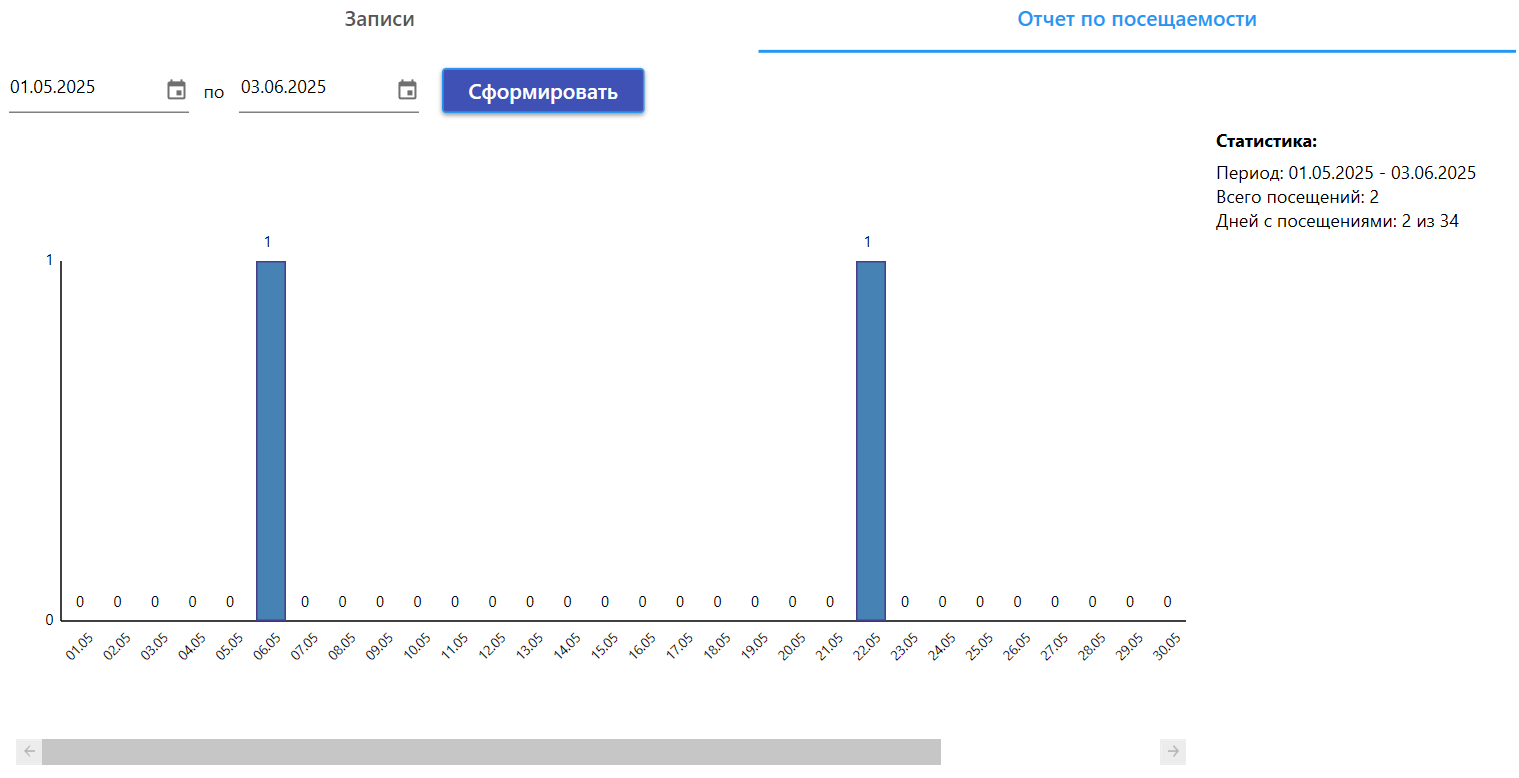 Записи Отчет по посещаемости
01.05.2025 по 03.06.2025 Сформировать
Статистика:
Период: 01.05.2025 - 03.06.2025
Всего посещений: 2
Дней с посещениями: 2 из 34
1 1
1
0 0 0 0 0 0 0 0 0 0 0 0 0 0 0 0 0 0 0 0 0 0 0 0 0 0 0 0
0
01.05 02.05 03.05 04.05 05.05 06.05 07.05 08.05 09.05 10.05 11.05 12.05 13.05 14.05 15.05 16.05 17.05 18.05 19.05 20.05 21.05 22.05 23.05 24.05 25.05 26.05 27.05 28.05 29.05 30.05